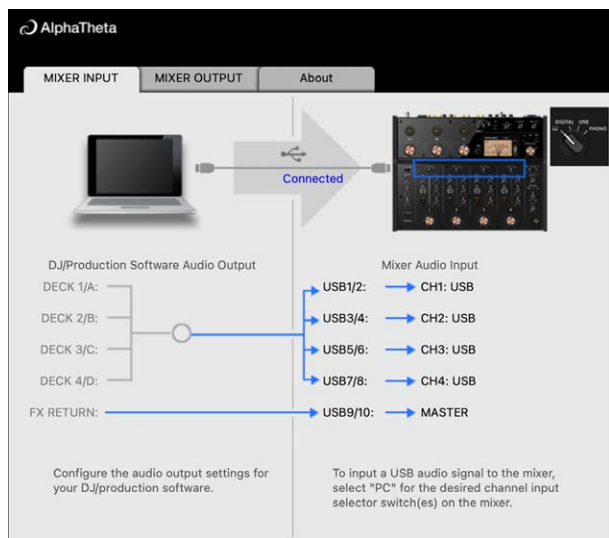 AlphaTheta
MIXER INPUT
MIXER OUTPUT
About
DIGITAL LINE
PHONO
Connected
DJ/Production Software Audio Output
Mixer Audio Input
DECK 1/A:
USB1/2:
CH1: USB
DECK 2/B:
USB3/4:
CH2: USB
DECK 3/C:
USB5/6:
CH3: USB
DECK 4/D:
USB7/8:
CH4: USB
FX RETURN:
USB9/10:
MASTER
Configure the audio output settings for
your DJ/production software.
To input a USB audio signal to the mixer,
select "PC" for the desired channel input
selector switch(es) on the mixer.